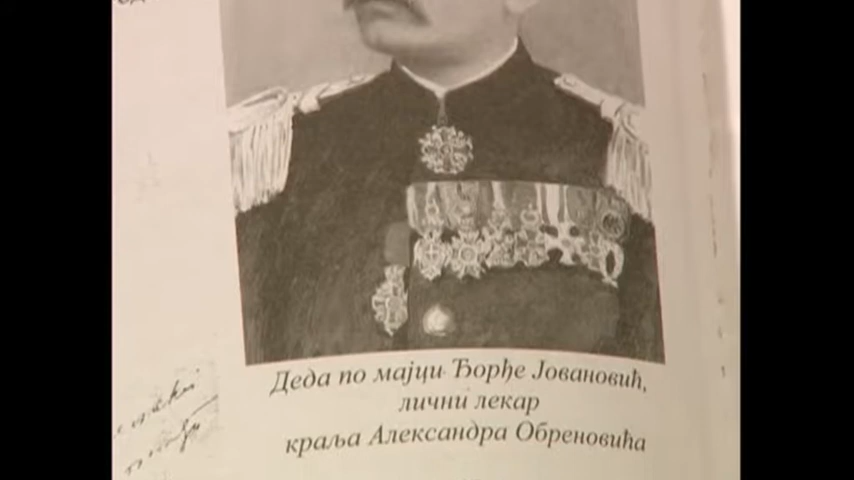 Деда по мајци Ђорђе Јовановић,
лични лекар
краља Александра Обреновића